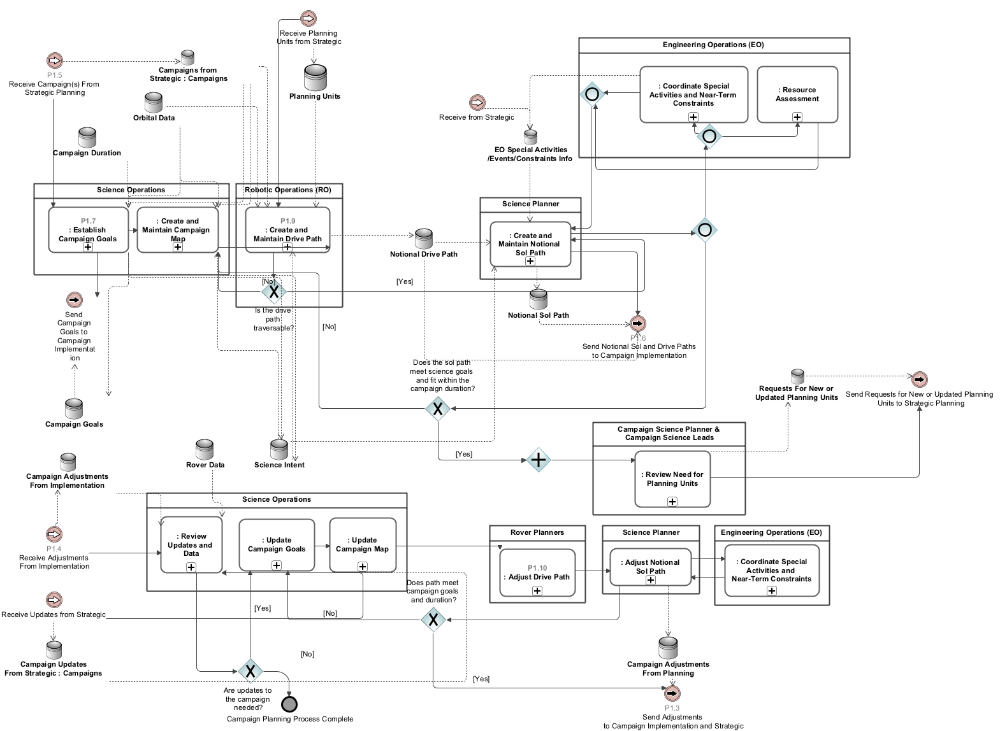 Receive Planning
Units from Strategic
Planning Units
P1.5
Receive Campaign(s) From
Strategic Planning
Campaigns from
Strategic : Campaigns
Orbital Data
Campaign Duration
Engineering Operations (EO)
: Coordinate Special
Activities and Near-Term
Constraints
: Resource
Assessment
Receive from Strategic
EO Special Activities
/Events/Constraints Info
Science Operations
P1.7
: Establish
Campaign Goals
: Create and
Maintain Campaign
Map
Robotic Operations (RO)
P1.9
: Create and
Maintain Drive Path
[No]
Is the drive
path
traversable?
[Yes]
Notional Drive Path
Science Planner
: Create and
Maintain Notional
Sol Path
Notional Sol Path
P1.6
Send Notional Sol and Drive Paths
to Campaign Implementation
Send
Campaign
Goals to
Campaign
Implementat
ion
Campaign Goals
[No]
Does the sol path
meet science goals
and fit within the
campaign duration?
[Yes]
Requests For New or
Updated Planning Units
Send Requests for New or Updated Planning
Units to Strategic Planning
Campaign Science Planner &
Campaign Science Leads
: Review Need for
Planning Units
Rover Data
Science Intent
Campaign Adjustments
From Implementation
P1.4
Receive Adjustments
From Implementation
Science Operations
: Review
Updates and
Data
: Update
Campaign Goals
: Update
Campaign Map
Rover Planners
P1.10
: Adjust Drive Path
Science Planner
: Adjust Notional
Sol Path
Engineering Operations (EO)
: Coordinate Special
Activities and
Near-Term Constraints
Does path meet
campaign goals
and duration?
[Yes]
[No]
Receive Updates from Strategic
Campaign Updates
From Strategic : Campaigns
[No]
Are updates to
the campaign
needed?
Campaign Planning Process Complete
[Yes]
Campaign Adjustments
From Planning
P1.3
Send Adjustments
to Campaign Implementation and Strategic